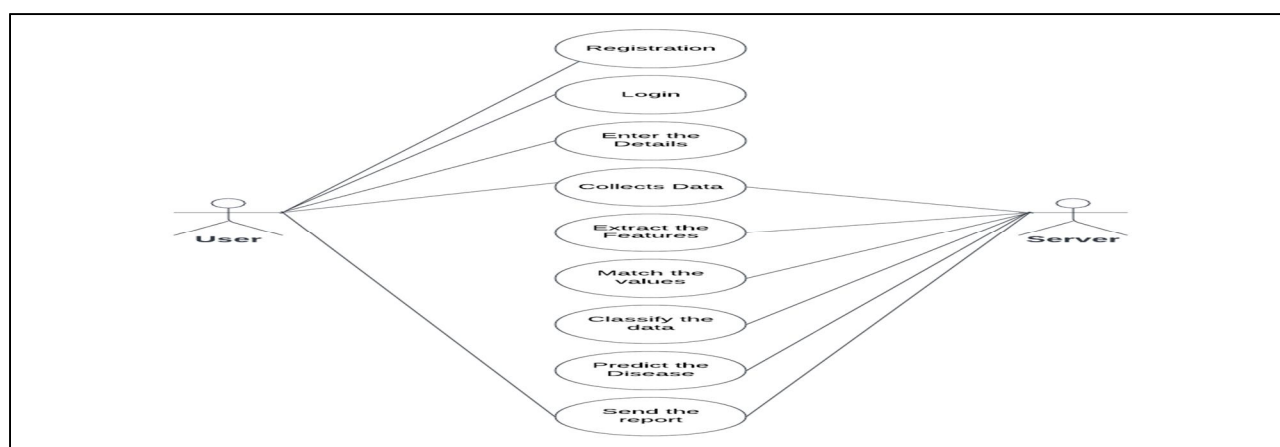 Registration
Login
Enter the
Details
Collects Data
Extract the
Features
Match the
values
Classify the
data
Predict the
Disease
Send the
report
User
Server